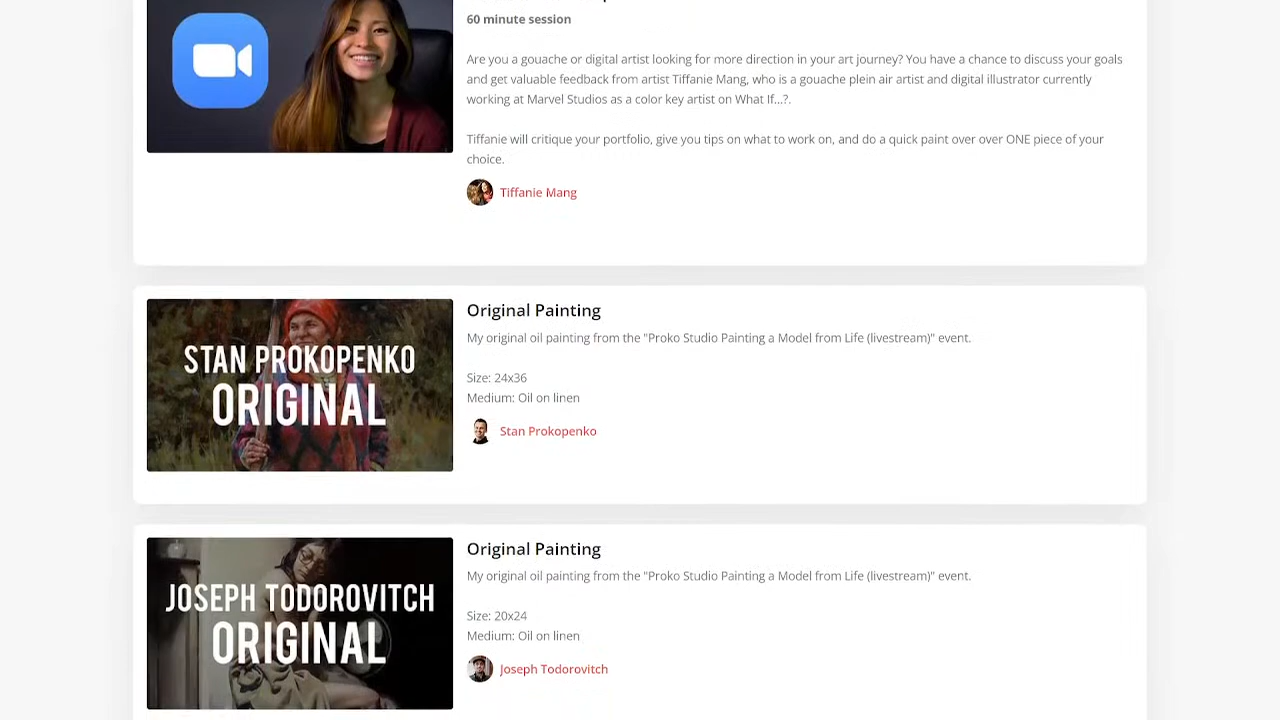 60 minute session
Are you a gouache or digital artist looking for more direction in your art journey? You have a chance to discuss your goals
and get valuable feedback from artist Tiffanie Mang, who is a gouache plein air artist and digital illustrator currently
working at Marvel Studios as a color key artist on What If...?.
Tiffanie will critique your portfolio, give you tips on what to work on, and do a quick paint over over ONE piece of your
choice.
Tiffanie Mang
STAN PROKOPENKO
ORIGINAL
Original Painting
My original oil painting from the "Proko Studio Painting a Model from Life (livestream)" event.
Size: 24x36
Medium: Oil on linen
Stan Prokopenko
JOSEPH TODOROVITCH
ORIGINAL
Original Painting
My original oil painting from the "Proko Studio Painting a Model from Life (livestream)" event.
Size: 20x24
Medium: Oil on linen
Joseph Todorovitch